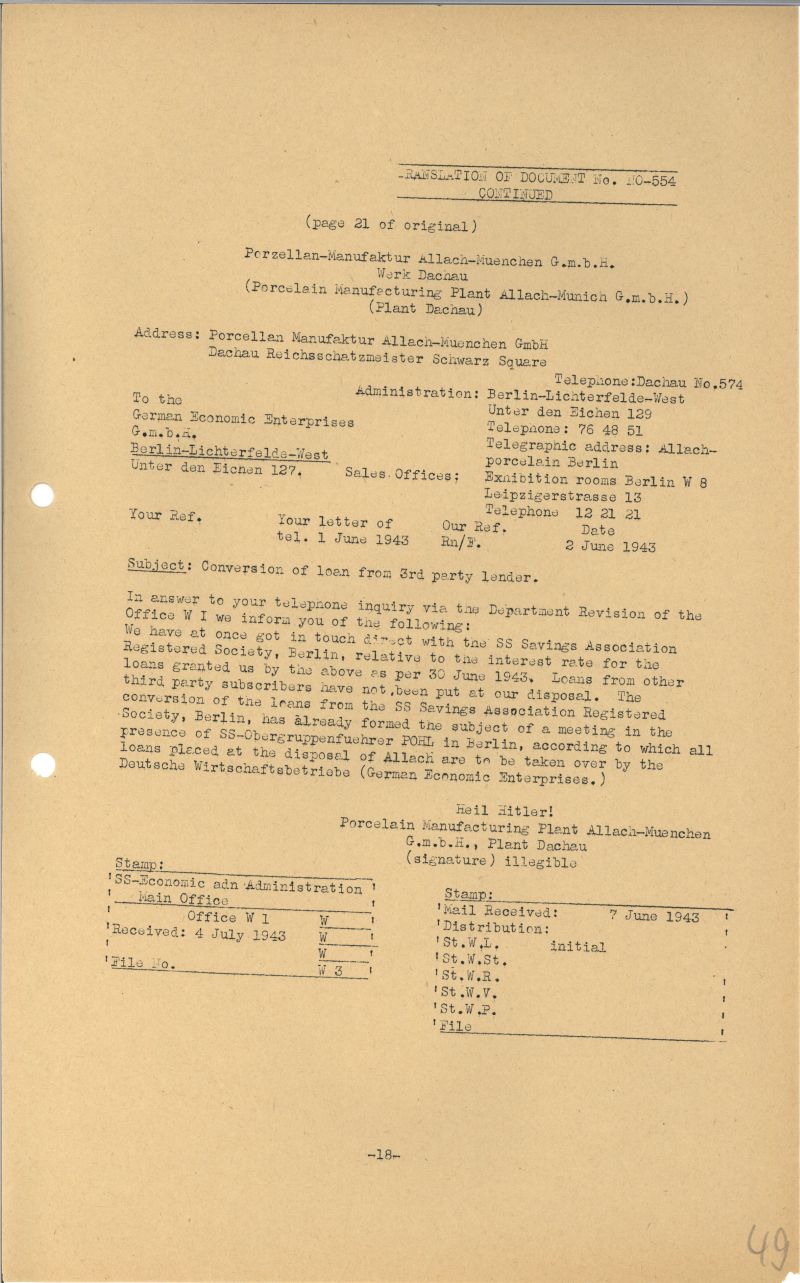 TRANSLATION OF DOCUMENT No. NO-554
CONTINUED
(page 21 of original)
Porzellan-Manufaktur Allach-Muenchen G.m.b.H.
Werk Dachau
(Porcelain Manufacturing Plant Allach-Munich G.m.b.H.)
(Plant Dachau)
Address: Porcellan Manufaktur Allach-Muenchen GmbH
Dachau Reichsschatzmeister Schwarz Square
Telephone:Dachau No.574
To the
German Economic Enterprises
G.m.b.H.
Berlin-Lichterfelde-West
Unter den Eichen 127.
Administration: Berlin-Lichterfelde-West
Unter den Eichen 129
Telephone: 76 48 51
Telegraphic address: Allach-
porcelain Berlin
Sales Offices: Exhibition rooms Berlin W 8
Leipzigerstrasse 13
Telephone 12 21 21
Your Ref. Your letter of Our Ref. Date
tel. 1 June 1943 Rn/F. 2 June 1943
Subject: Conversion of loan from 3rd party lender.
In answer to your telephone inquiry via the Department Revision of the
Office W I we inform you of the following:
We have at once got in touch direct with the SS Savings Association
Registered Society, Berlin, relative to the interest rate for the
loans granted us by the above as per 30 June 1943. Loans from other
third party subscribers have not been put at our disposal. The
conversion of the loans from the SS Savings Association Registered
Society, Berlin, has already formed the subject of a meeting in the
presence of SS-Obergruppenfuehrer POHL in Berlin, according to which all
loans placed at the disposal of Allach are to be taken over by the
Deutsche Wirtschaftsbetriebe (German Economic Enterprises.)
Heil Hitler!
Porcelain Manufacturing Plant Allach-Muenchen
G.m.b.H., Plant Dachau
(signature) illegible
Stamp:
SS-Economic adn Administration
Main Office
Office W 1 W
Received: 4 July 1943 W
W
File No. W 3
Stamp:
Mail Received: 7 June 1943
Distribution:
St.W.L. initial
St.W.St.
St.W.R.
St.W.V.
St.W.P.
File
-18-
49